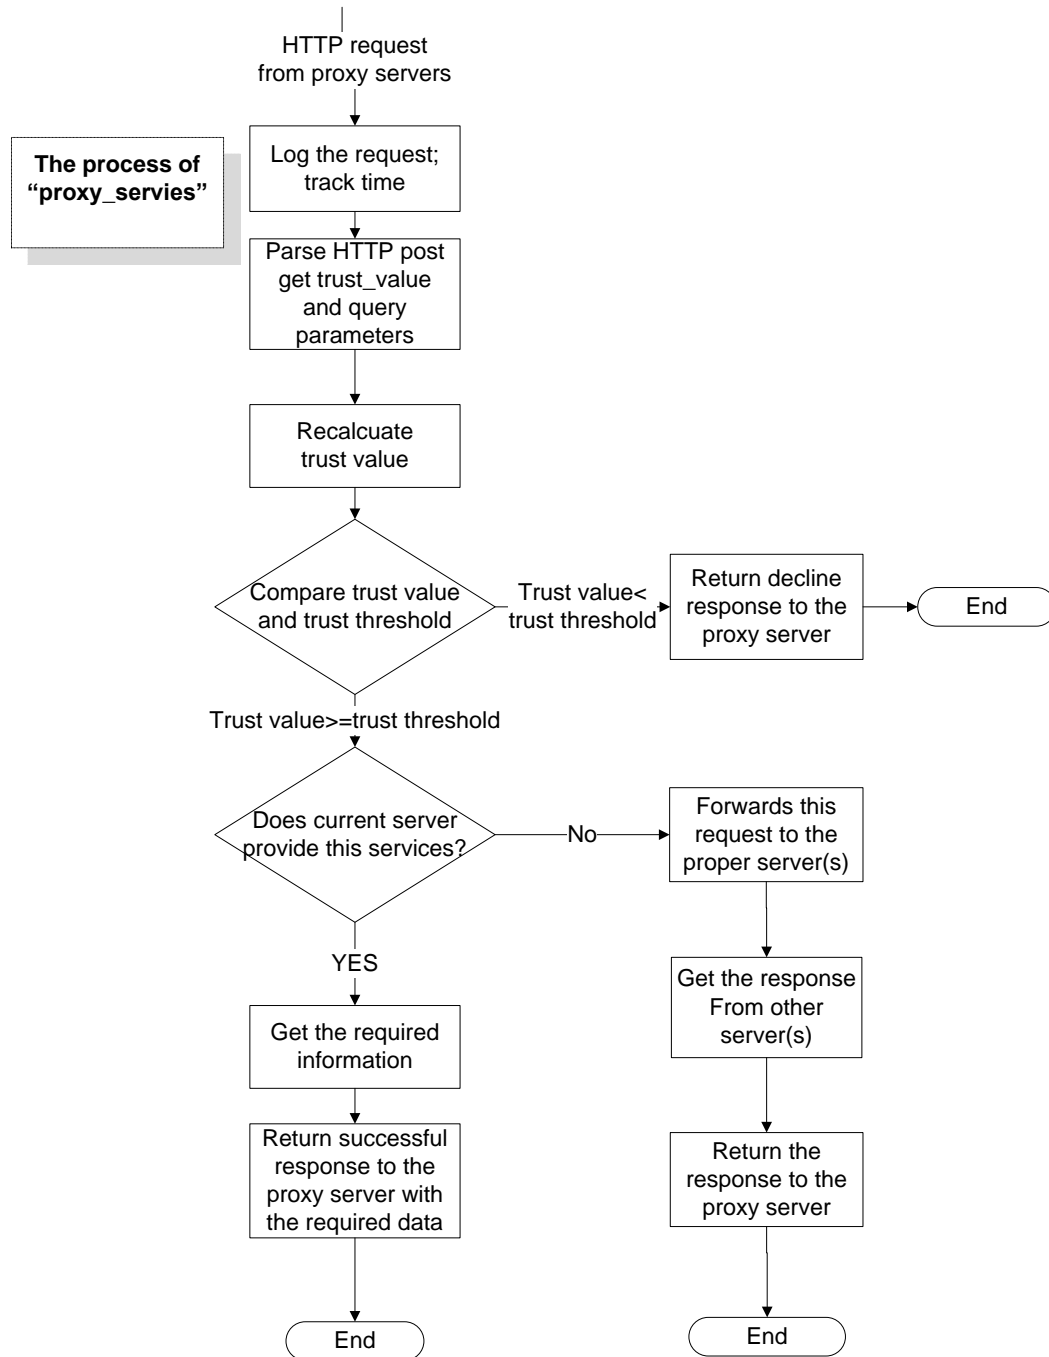 HTTP request
from proxy servers
The process of
“proxy_servies”
Log the request;
track time
Parse HTTP post
get trust_value
and query
parameters
Recalcuate
trust value
Compare trust value
and trust threshold
Trust value<
trust threshold
Return decline
response to the
proxy server
End
Trust value>=trust threshold
Does current server
provide this services?
No
Forwards this
request to the
proper server(s)
YES
Get the response
From other
server(s)
Get the required
information
Return successful
response to the
proxy server with
the required data
Return the
response to the
proxy server
End
End